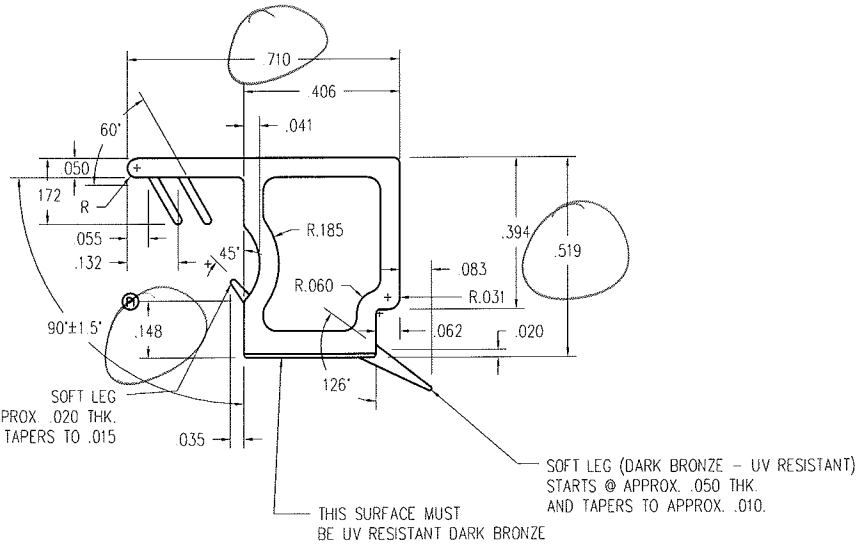 .710
.406
.041
60°
.050
172
R
.055
.132
45°
R.185
R.060
.394
.519
.083
R.031
.062
.020
.148
90°±1.5°
126°
.035
SOFT LEG
PROX. .020 THK.
TAPERS TO .015
SOFT LEG (DARK BRONZE – UV RESISTANT)
STARTS @ APPROX. .050 THK.
AND TAPERS TO APPROX. .010.
THIS SURFACE MUST
BE UV RESISTANT DARK BRONZE